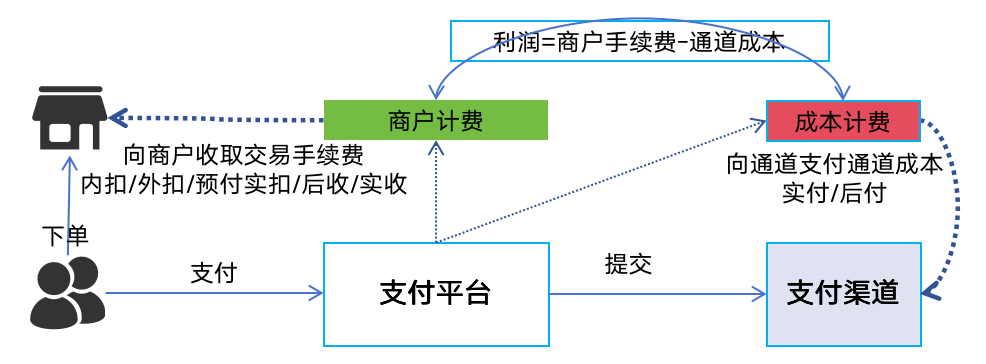 利润=商户手续费-通道成本
商户计费
成本计费
向商户收取交易手续费
内扣/外扣/预付实扣/后收/实收
向通道支付通道成本
实付/后付
下单
支付
提交
支付平台
支付渠道